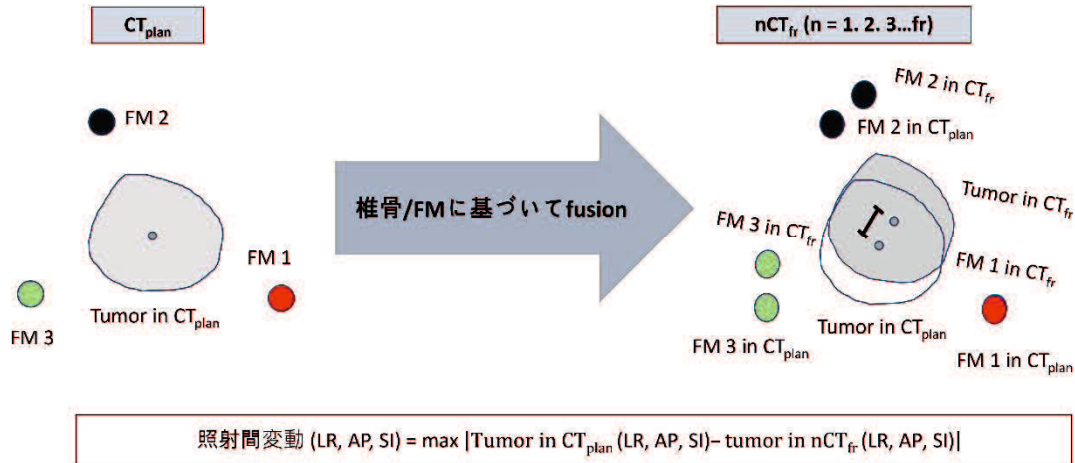 CTplan
FM 2
FM 1
Tumor in CTplan
FM 3
椎骨/FMに基づいてfusion
nCTfr (n = 1. 2. 3...fr)
FM 2 in CTfr
FM 2 in CTplan
Tumor in CTfr
FM 3 in CTfr
FM 1 in CTfr
Tumor in CTplan
FM 3 in CTplan
FM 1 in CTplan
照射間変動 (LR, AP, SI) = max |Tumor in CTplan (LR, AP, SI)– tumor in nCTfr (LR, AP, SI)|